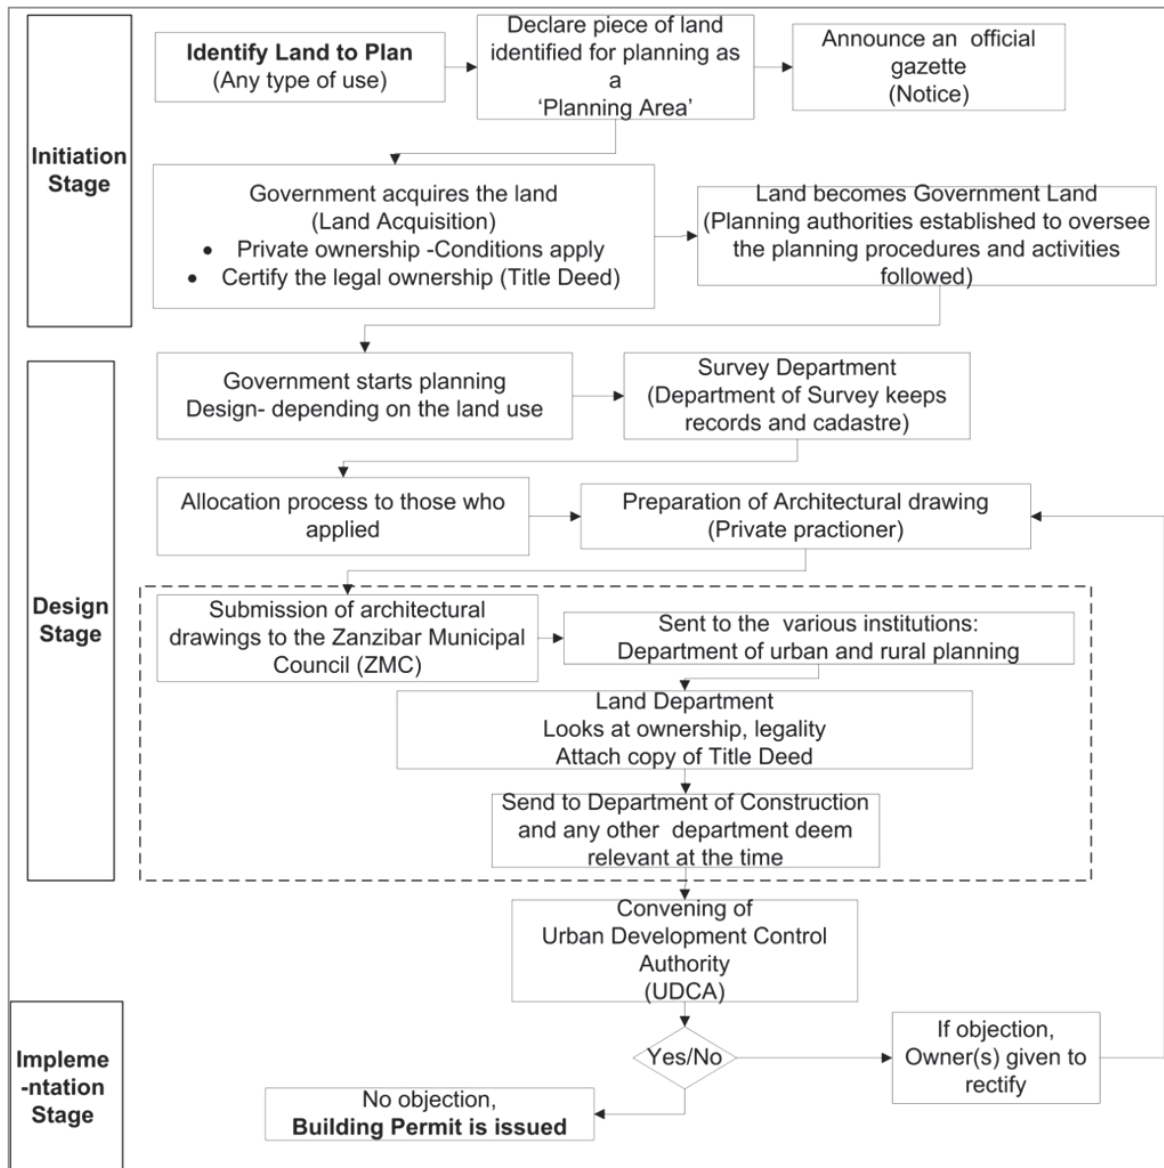 Initiation
Stage
Identify Land to Plan
(Any type of use)
Declare piece of land
identified for planning as
a
‘Planning Area’
Announce an official
gazette
(Notice)
Government acquires the land
(Land Acquisition)
• Private ownership -Conditions apply
• Certify the legal ownership (Title Deed)
Land becomes Government Land
(Planning authorities established to oversee
the planning procedures and activities
followed)
Design
Stage
Government starts planning
Design- depending on the land use
Survey Department
(Department of Survey keeps
records and cadastre)
Allocation process to those who
applied
Preparation of Architectural drawing
(Private practioner)
Submission of architectural
drawings to the Zanzibar Municipal
Council (ZMC)
Sent to the various institutions:
Department of urban and rural planning
Land Department
Looks at ownership, legality
Attach copy of Title Deed
Send to Department of Construction
and any other department deem
relevant at the time
Convening of
Urban Development Control
Authority
(UDCA)
Impleme
-ntation
Stage
Yes/No
If objection,
Owner(s) given to
rectify
No objection,
Building Permit is issued